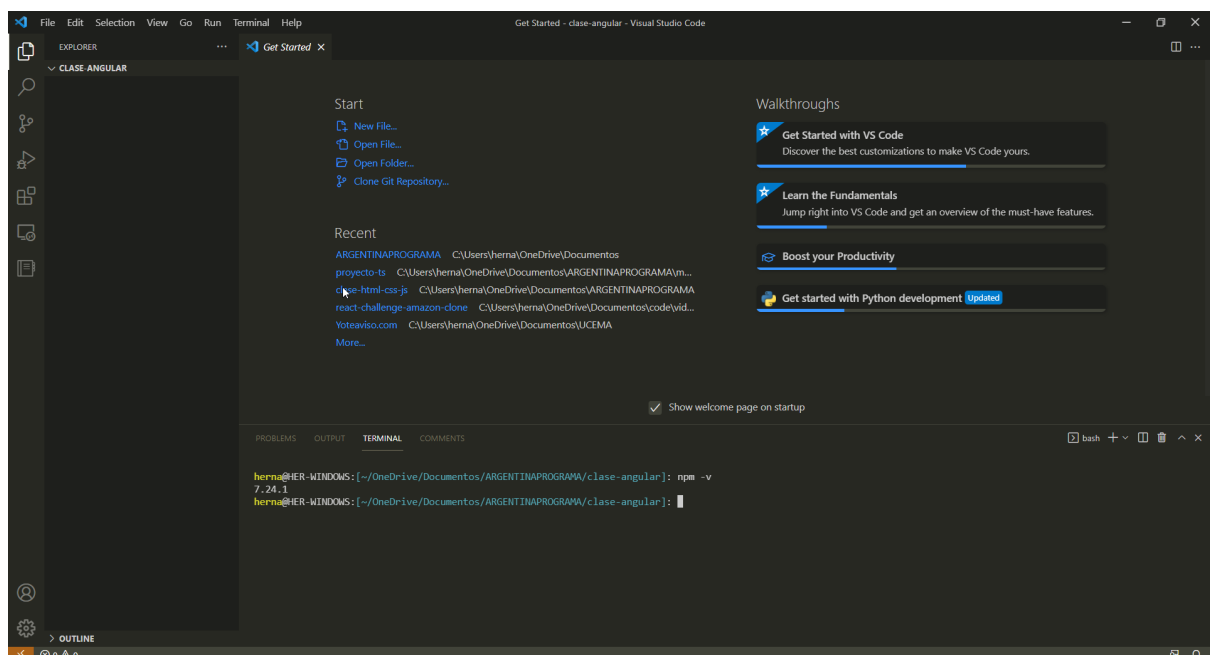 File Edit Selection View Go Run Terminal Help
Get Started - clase-angular - Visual Studio Code
EXPLORER
Get Started
CLASE-ANGULAR
Start
New File...
Open File...
Open Folder...
Clone Git Repository...
Recent
ARGENTINAPROGRAMA C:\Users\herna\OneDrive\Documentos
proyecto-ts C:\Users\herna\OneDrive\Documentos\ARGENTINAPROGRAMA\m...
clase-html-css-js C:\Users\herna\OneDrive\Documentos\ARGENTINAPROGRAMA
react-challenge-amazon-clone C:\Users\herna\OneDrive\Documentos\code\vid...
Yoteaviso.com C:\Users\herna\OneDrive\Documentos\UCEMA
More...
Walkthroughs
Get Started with VS Code
Discover the best customizations to make VS Code yours.
Learn the Fundamentals
Jump right into VS Code and get an overview of the must-have features.
Boost your Productivity
Get started with Python development Updated
Show welcome page on startup
PROBLEMS OUTPUT TERMINAL COMMENTS
bash
herna@HER-WINDOWS:[~/OneDrive/Documentos/ARGENTINAPROGRAMA/clase-angular]: npm -v
7.24.1
herna@HER-WINDOWS:[~/OneDrive/Documentos/ARGENTINAPROGRAMA/clase-angular]:
OUTLINE